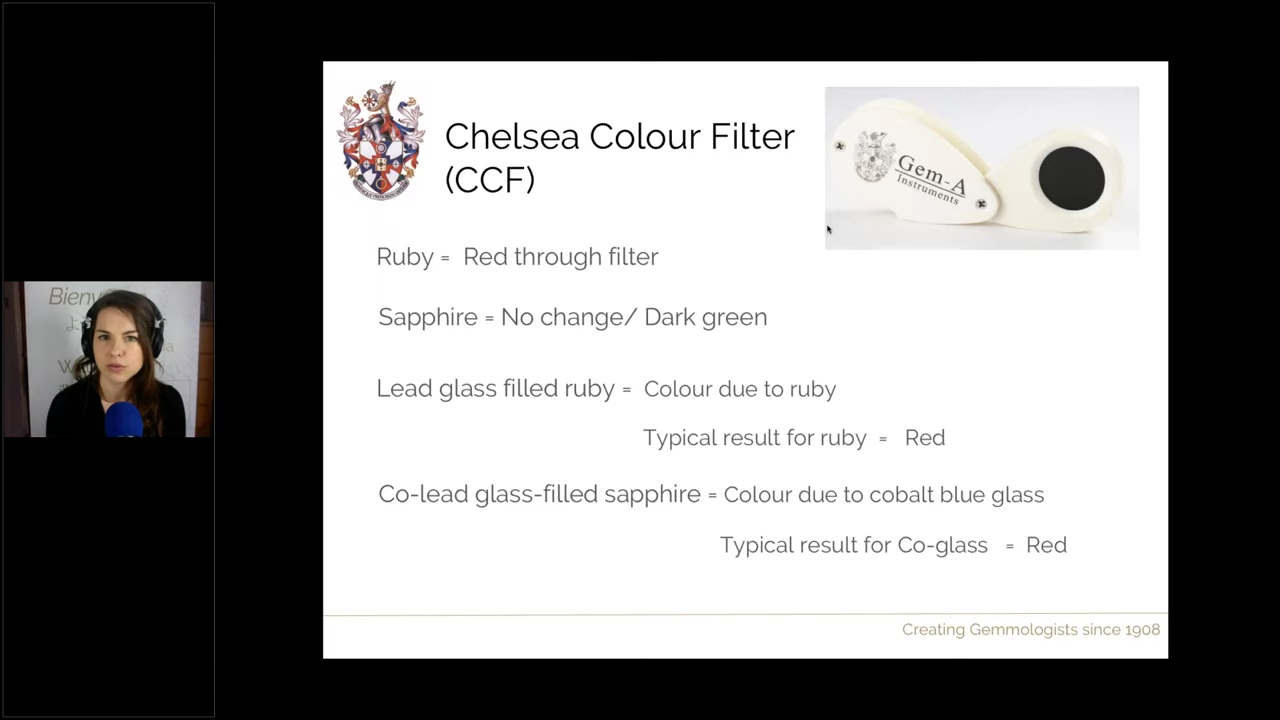 Chelsea Colour Filter
(CCF)
Gem-A
Instruments
Ruby = Red through filter
Sapphire = No change/ Dark green
Lead glass filled ruby = Colour due to ruby
Typical result for ruby = Red
Co-lead glass-filled sapphire = Colour due to cobalt blue glass
Typical result for Co-glass = Red
Creating Gemmologists since 1908